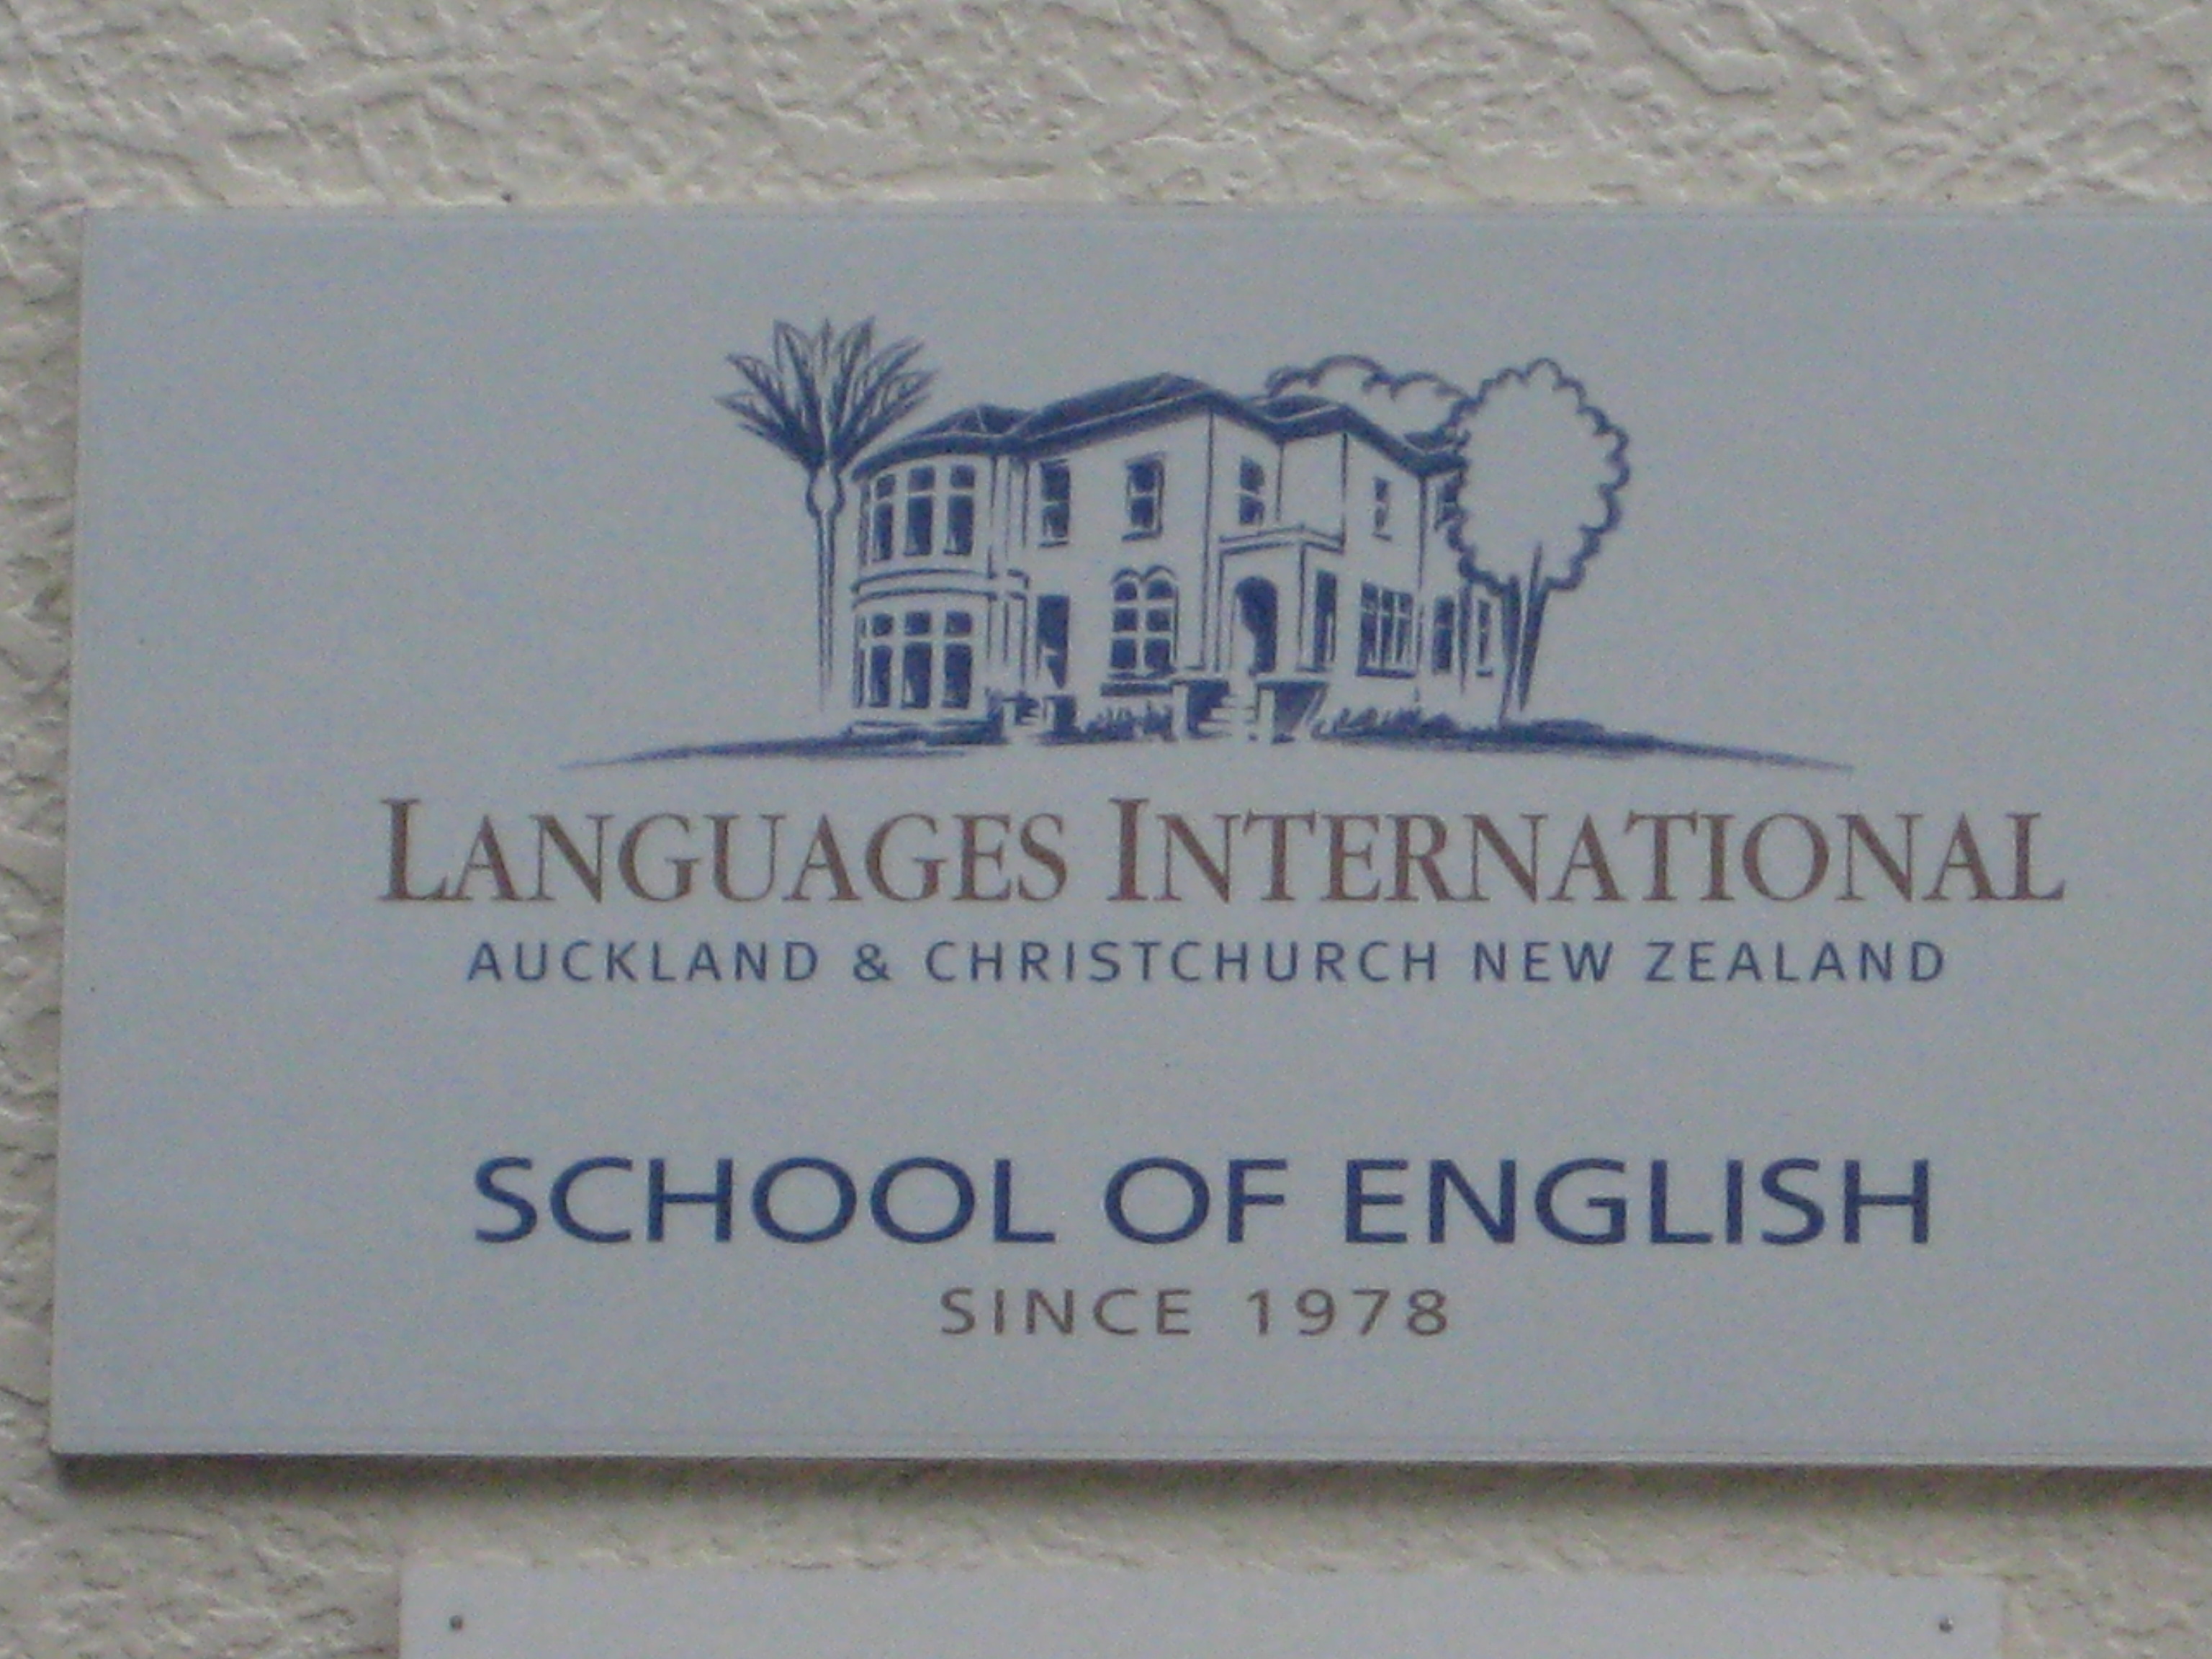 LANGUAGES INTERNATIONAL
AUCKLAND & CHRISTCHURCH NEW ZEALAND
SCHOOL OF ENGLISH
SINCE 1978